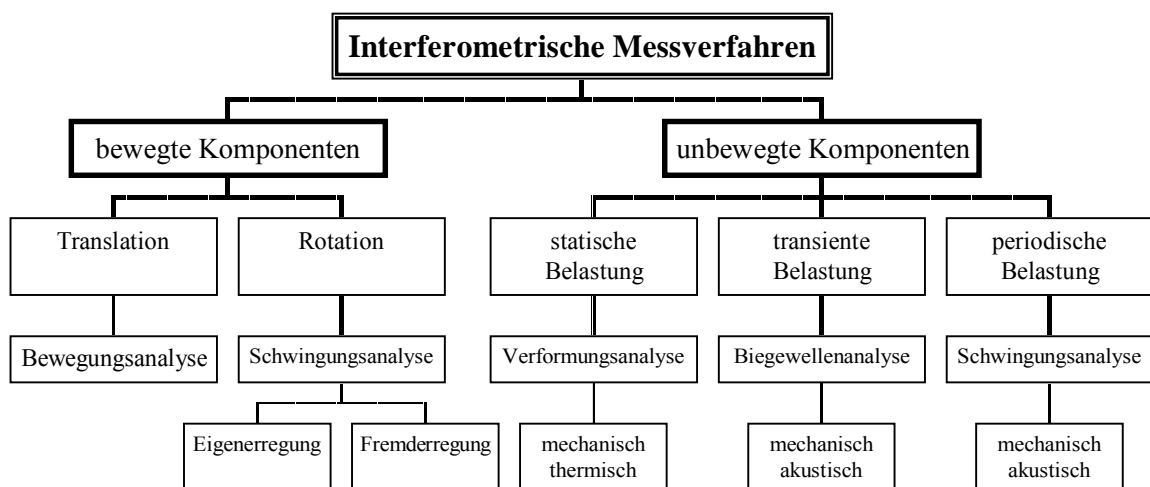 Interferometrische Messverfahren
bewegte Komponenten
unbewegte Komponenten
Translation
Rotation
statische
Belastung
transiente
Belastung
periodische
Belastung
Bewegungsanalyse
Schwingungsanalyse
Verformungsanalyse
Biegewellenanalyse
Schwingungsanalyse
Eigenerregung
Fremderregung
mechanisch
thermisch
mechanisch
akustisch
mechanisch
akustisch